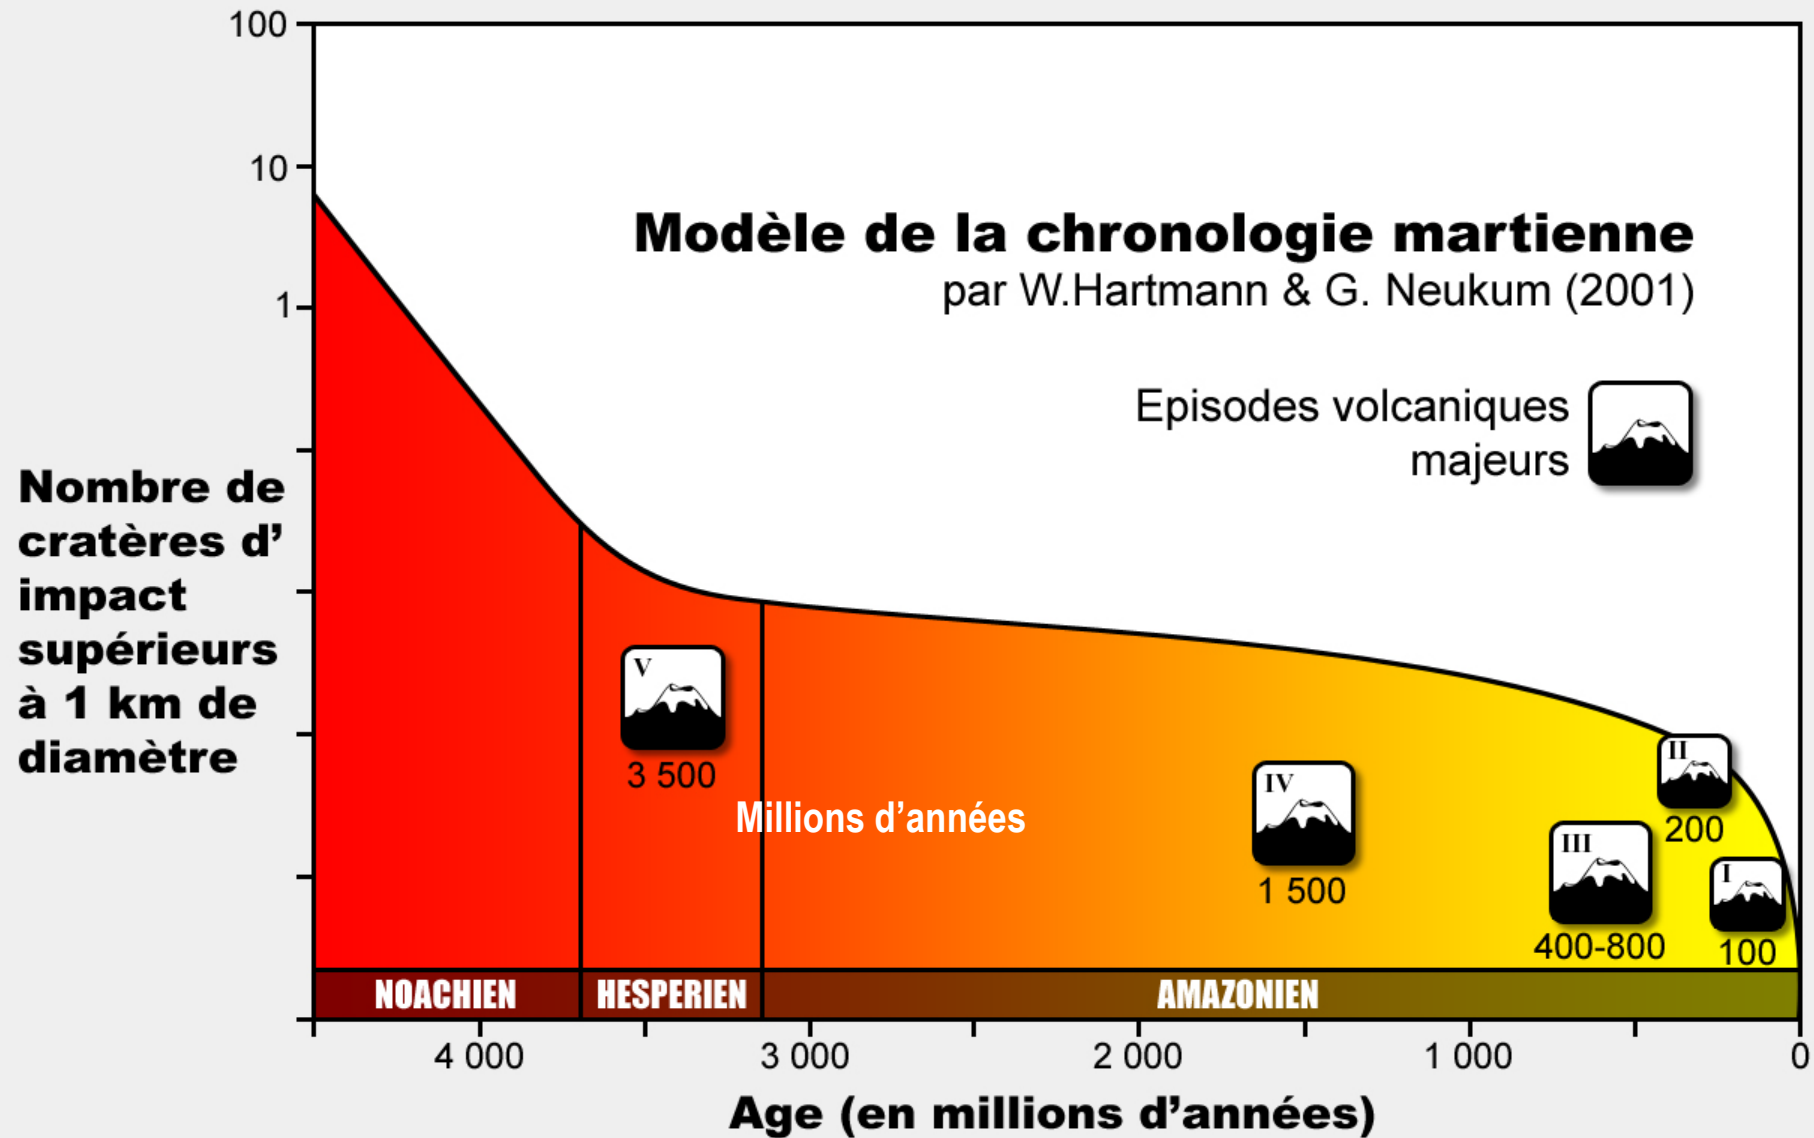 100
10
1
Modèle de la chronologie martienne
par W.Hartmann & G. Neukum (2001)
Episodes volcaniques
majeurs
Nombre de
cratères d’
impact
supérieurs
à 1 km de
diamètre
V
3 500
Millions d’années
IV
1 500
III
400-800
II
200
I
100
NOACHIEN
HESPERIEN
AMAZONIEN
4 000
3 000
2 000
1 000
0
Age (en millions d’années)